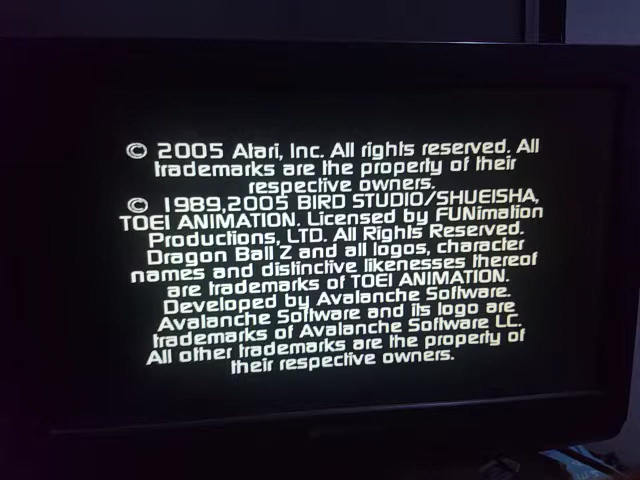 © 2005 Atari, Inc. All rights reserved. All
trademarks are the property of their
respective owners.
© 1989,2005 BIRD STUDIO/SHUEISHA,
TOEI ANIMATION. Licensed by FUNimation
Productions, LTD. All Rights Reserved.
Dragon Ball Z and all logos, character
names and distinctive likenesses thereof
are trademarks of TOEI ANIMATION.
Developed by Avalanche Software.
Avalanche Software and its logo are
trademarks of Avalanche Software LC.
All other trademarks are the property of
their respective owners.